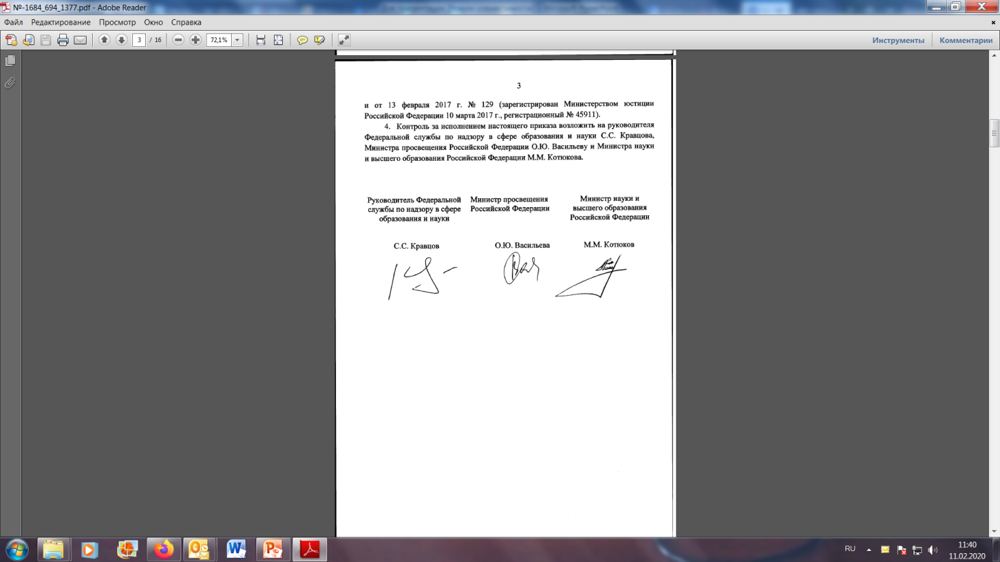 №-1684_694_1377.pdf - Adobe Reader
Файл Редактирование Просмотр Окно Справка
3 / 16 72,1% Инструменты Комментарии
3
и от 13 февраля 2017 г. № 129 (зарегистрирован Министерством юстиции
Российской Федерации 10 марта 2017 г., регистрационный № 45911).
4. Контроль за исполнением настоящего приказа возложить на руководителя
Федеральной службы по надзору в сфере образования и науки С.С. Кравцова,
Министра просвещения Российской Федерации О.Ю. Васильеву и Министра науки
и высшего образования Российской Федерации М.М. Котюкова.
Руководитель Федеральной
службы по надзору в сфере
образования и науки
Министр просвещения
Российской Федерации
Министр науки и
высшего образования
Российской Федерации
С.С. Кравцов
О.Ю. Васильева
М.М. Котюков
RU
11:40
11.02.2020